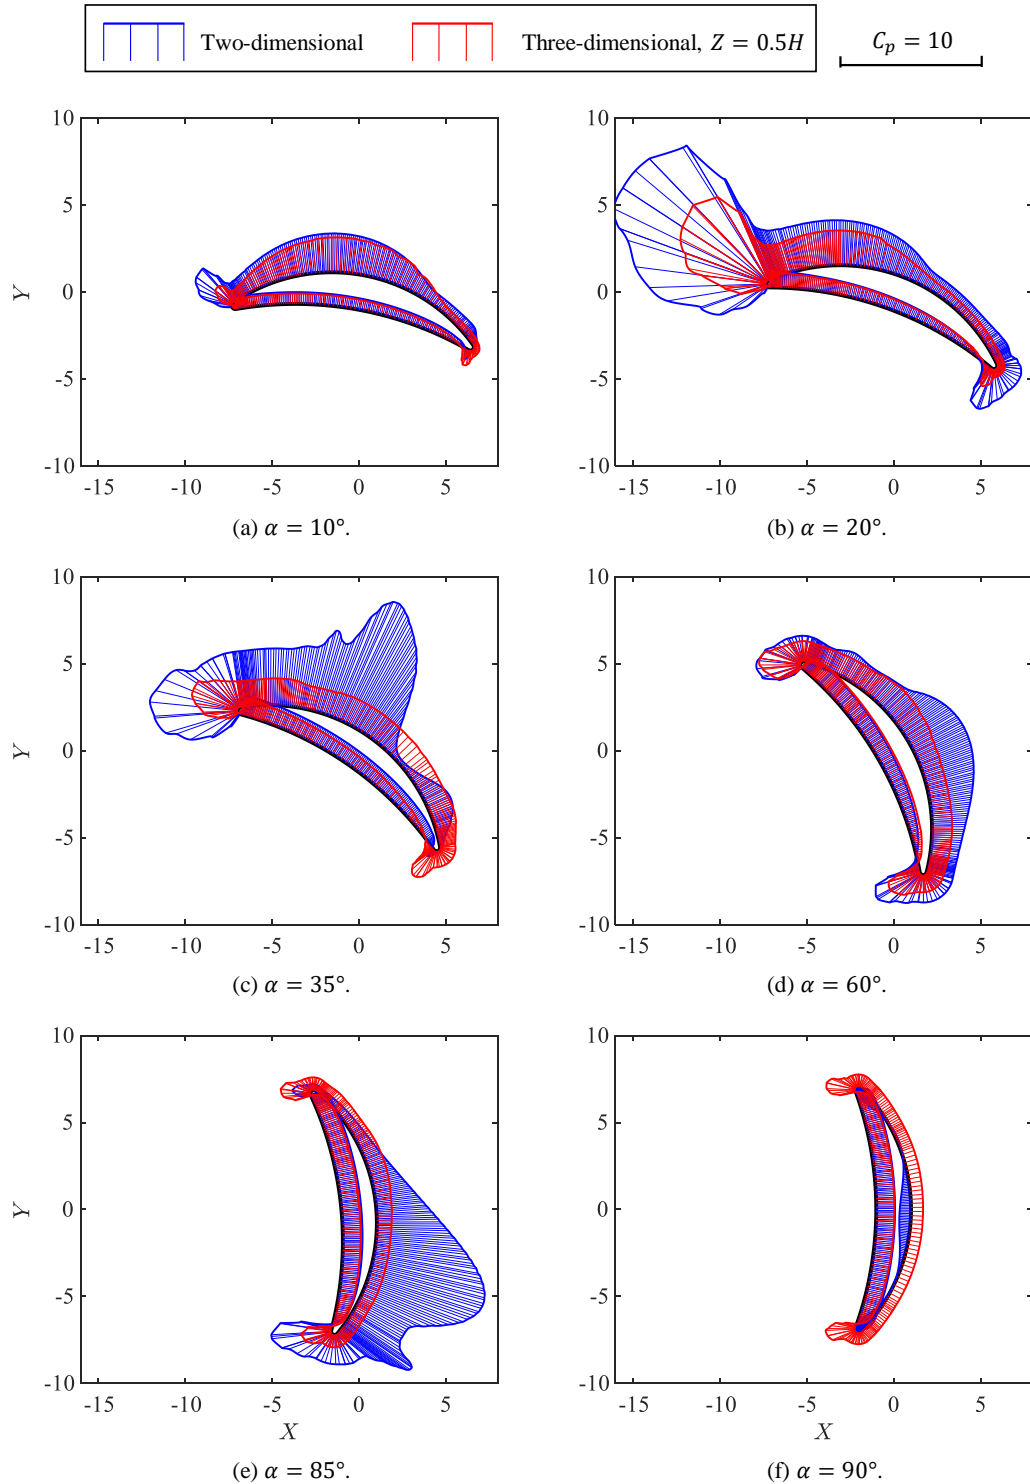 Two-dimensional Three-dimensional, Z = 0.5H C_p = 10
10 10
5 5
Y 0 0
-5 -5
-10 -10
-15 -10 -5 0 5 -15 -10 -5 0 5
(a) α = 10°. (b) α = 20°.
10 10
5 5
Y 0 0
-5 -5
-10 -10
-15 -10 -5 0 5 -15 -10 -5 0 5
(c) α = 35°. (d) α = 60°.
10 10
5 5
Y 0 0
-5 -5
-10 -10
-15 -10 -5 0 5 -15 -10 -5 0 5
X X
(e) α = 85°. (f) α = 90°.